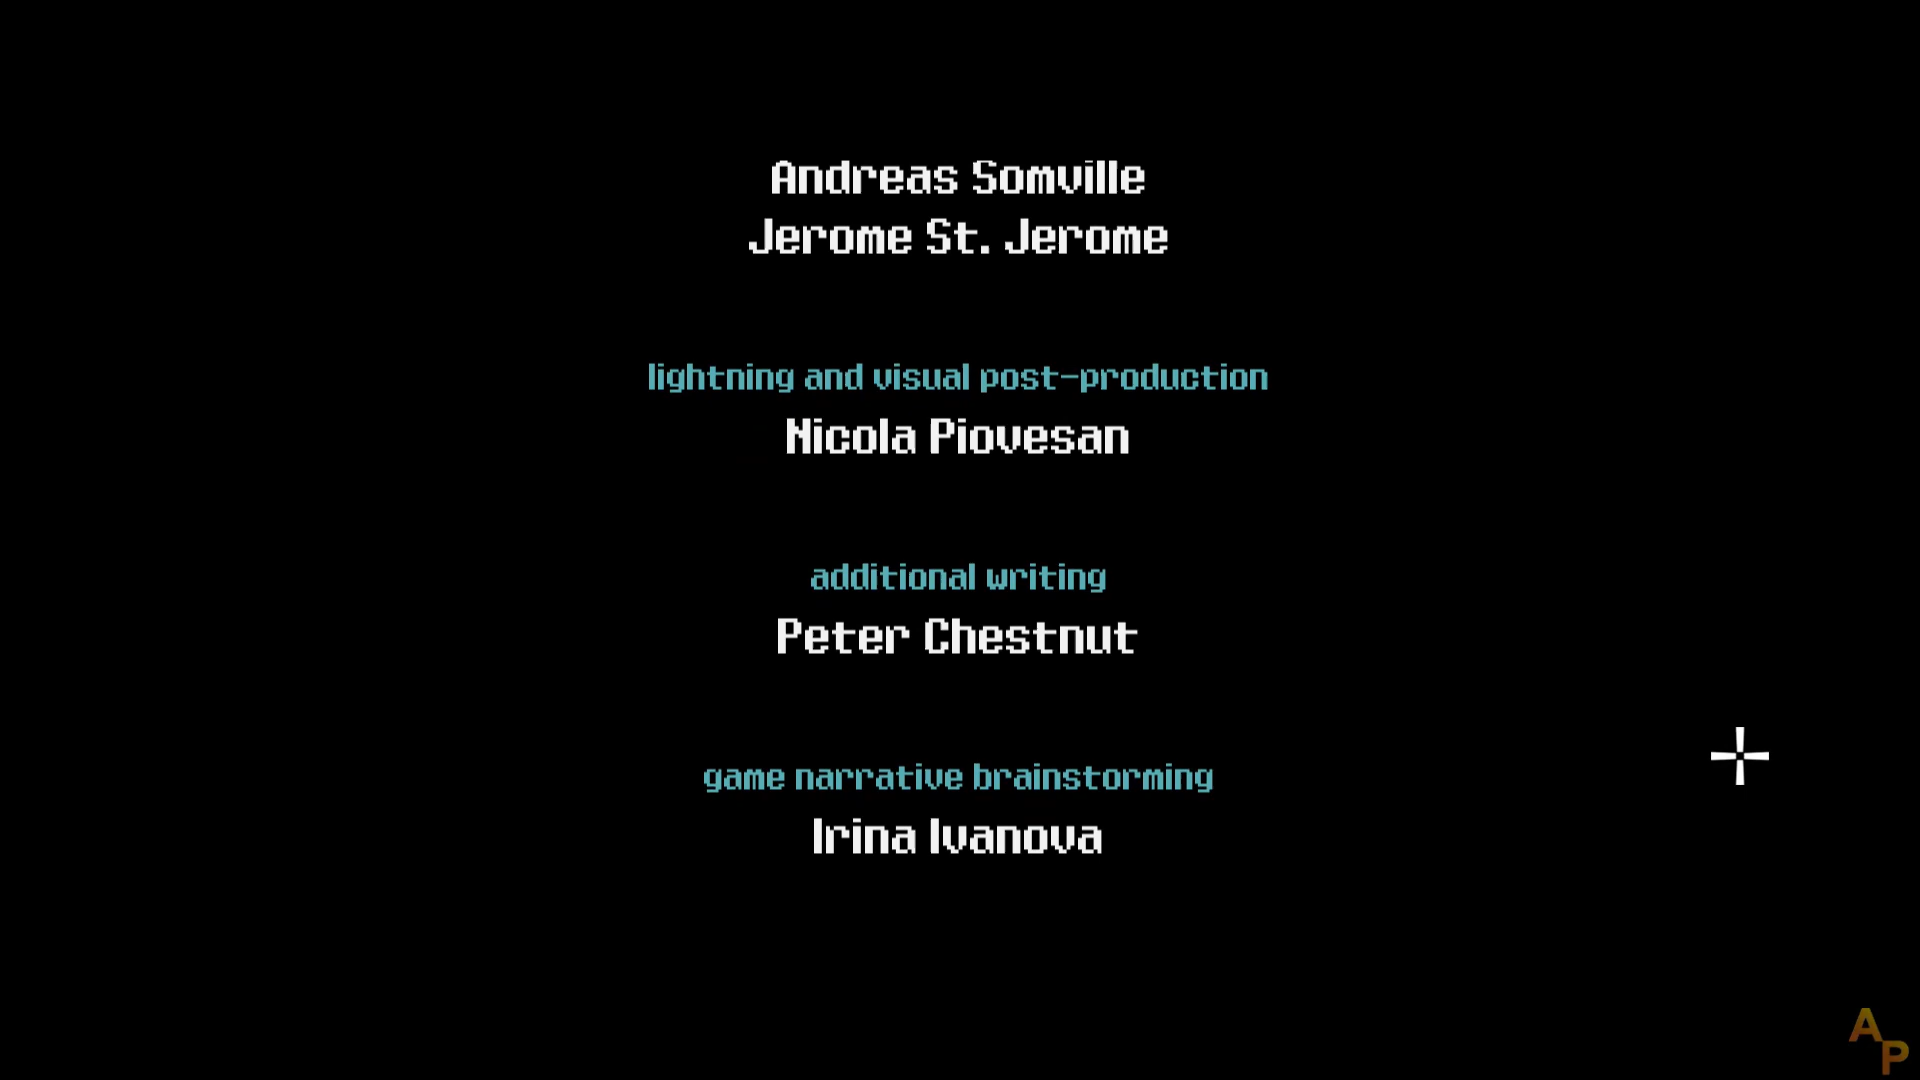 Andreas Somville
Jerome St. Jerome
lightning and visual post-production
Nicola Piovesan
additional writing
Peter Chestnut
game narrative brainstorming
Irina Ivanova
AP